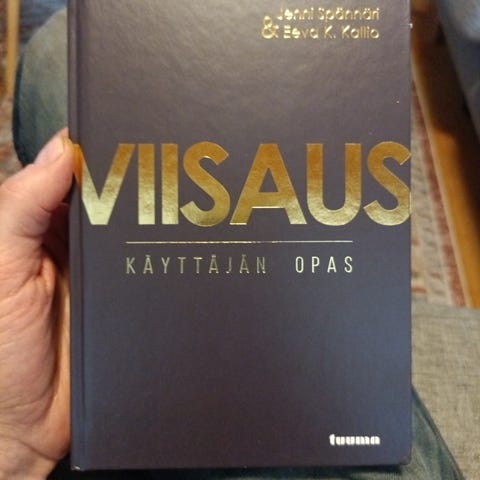 Jenni Spännäri
& Eeva K. Kallio
VIISAUS
KÄYTTÄJÄN OPAS
tuuma